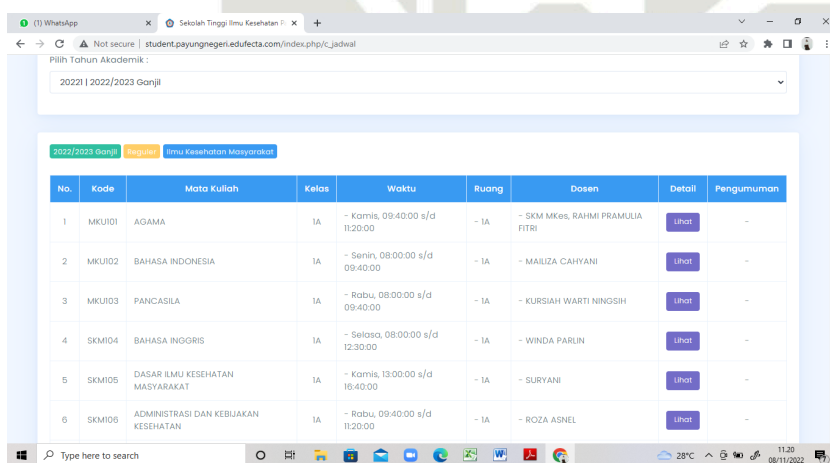 (1) WhatsApp
Sekolah Tinggi Ilmu Kesehatan P
Not secure | student.payungnegeri.edufecta.com/index.php/c_jadwal
Pilih Tahun Akademik :
20221 | 2022/2023 Ganjil
2022/2023 Ganjil Reguler Ilmu Kesehatan Masyarakat
No. Kode Mata Kuliah Kelas Waktu Ruang Dosen Detail Pengumuman
1 MKU101 AGAMA 1A - Kamis, 09:40:00 s/d 11:20:00 - 1A - SKM MKes, RAHMI PRAMULIA FITRI Lihat -
2 MKU102 BAHASA INDONESIA 1A - Senin, 08:00:00 s/d 09:40:00 - 1A - MAILIZA CAHYANI Lihat -
3 MKU103 PANCASILA 1A - Rabu, 08:00:00 s/d 09:40:00 - 1A - KURSIAH WARTI NINGSIH Lihat -
4 SKM104 BAHASA INGGRIS 1A - Selasa, 08:00:00 s/d 12:30:00 - 1A - WINDA PARLIN Lihat -
5 SKM105 DASAR ILMU KESEHATAN MASYARAKAT 1A - Kamis, 13:00:00 s/d 16:40:00 - 1A - SURYANI Lihat -
6 SKM106 ADMINISTRASI DAN KEBIJAKAN KESEHATAN 1A - Rabu, 09:40:00 s/d 11:20:00 - 1A - ROZA ASNEL Lihat -
Type here to search
28°C
11.20
08/11/2022